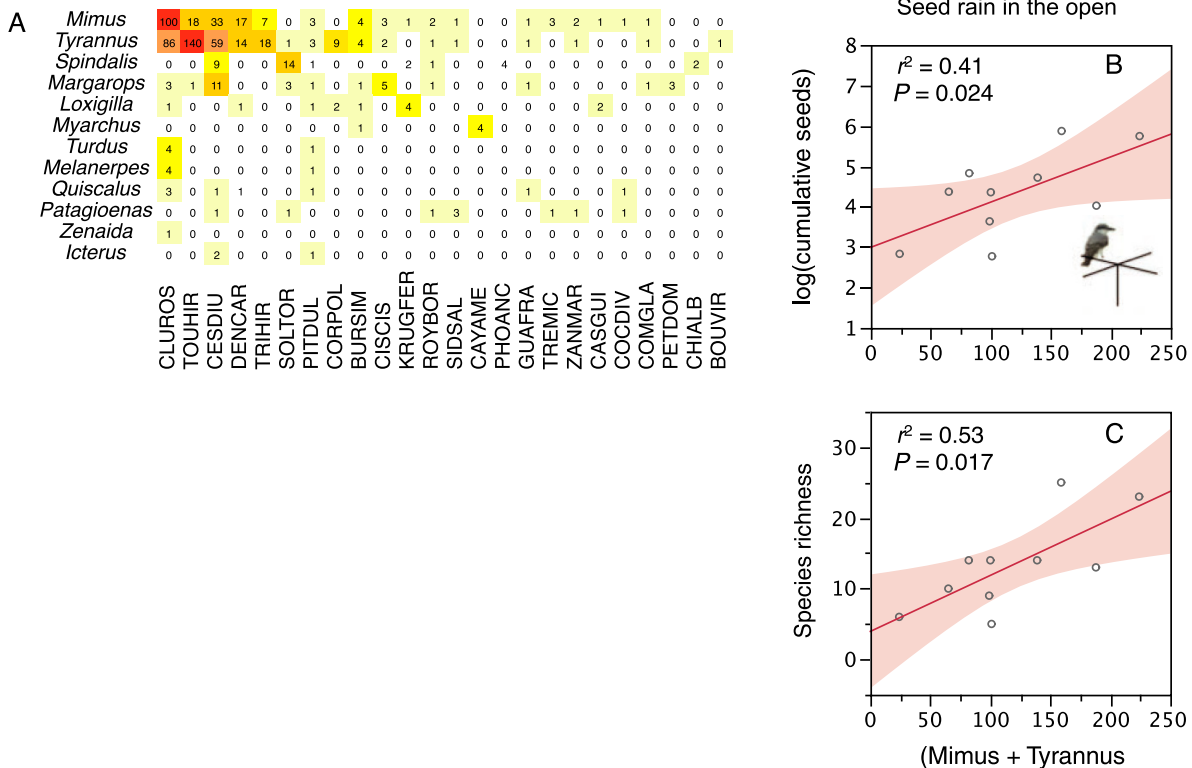 A
Mimus 100 18 33 17 7 0 3 0 4 3 1 2 1 0 0 1 3 2 1 1 1 0 0 0
Tyrannus 86 140 59 14 18 1 3 9 4 2 0 1 1 0 0 1 0 1 0 0 1 0 0 1
Spindalis 0 0 9 0 0 14 1 0 0 0 2 1 0 0 4 0 0 0 0 0 0 0 2 0
Margarops 3 1 11 0 0 3 1 0 1 5 0 1 0 0 0 1 0 0 0 0 1 3 0 0
Loxigilla 1 0 0 1 0 0 1 2 1 0 4 0 0 0 0 0 0 0 2 0 0 0 0 0
Myarchus 0 0 0 0 0 0 0 0 1 0 0 0 0 4 0 0 0 0 0 0 0 0 0 0
Turdus 4 0 0 0 0 0 1 0 0 0 0 0 0 0 0 0 0 0 0 0 0 0 0 0
Melanerpes 4 0 0 0 0 0 1 0 0 0 0 0 0 0 0 0 0 0 0 0 0 0 0 0
Quiscalus 3 0 1 1 0 0 1 0 0 0 0 0 0 0 0 1 0 0 0 1 0 0 0 0
Patagioenas 0 0 1 0 0 1 0 0 0 0 0 1 3 0 0 0 1 1 0 1 0 0 0 0
Zenaida 1 0 0 0 0 0 0 0 0 0 0 0 0 0 0 0 0 0 0 0 0 0 0 0
Icterus 0 2 0 0 0 1 0 0 0 0 0 0 0 0 0 0 0 0 0 0 0 0 0
CLUROS
TOUHIR
CESDIU
DENCAR
TRIHIR
SOLTOR
PITDUL
CORPOL
BURSIM
CISCIS
KRUGFER
ROYBOR
SIDSAL
CAYAME
PHOANC
GUAFRA
TREMIC
ZANMAR
CASGUI
COCDIV
COMGLA
PETDOM
CHIALB
BOUVIR
Seed rain in the open
B
r² = 0.41
P = 0.024
log(cumulative seeds)
8
7
6
5
4
3
2
1
0 50 100 150 200 250
C
r² = 0.53
P = 0.017
Species richness
30
20
10
0
0 50 100 150 200 250
(Mimus + Tyrannus